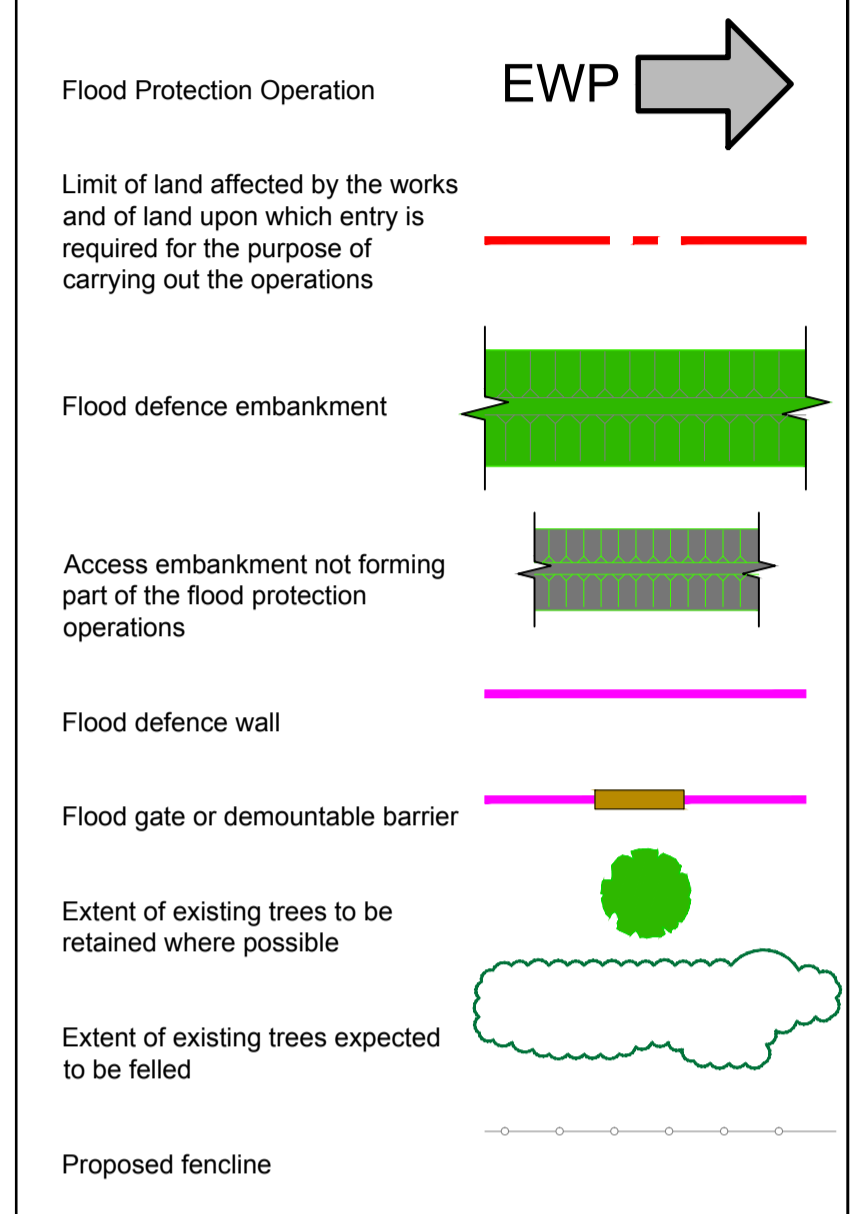 Flood Protection Operation
EWP
Limit of land affected by the works
and of land upon which entry is
required for the purpose of
carrying out the operations
Flood defence embankment
Access embankment not forming
part of the flood protection
operations
Flood defence wall
Flood gate or demountable barrier
Extent of existing trees to be
retained where possible
Extent of existing trees expected
to be felled
Proposed fencline